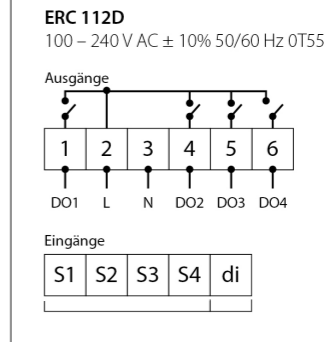 ERC 112D
100 – 240 V AC ± 10% 50/60 Hz 0T55
Ausgänge
1 2 3 4 5 6
DO1 L N DO2 DO3 DO4
Eingänge
S1 S2 S3 S4 di